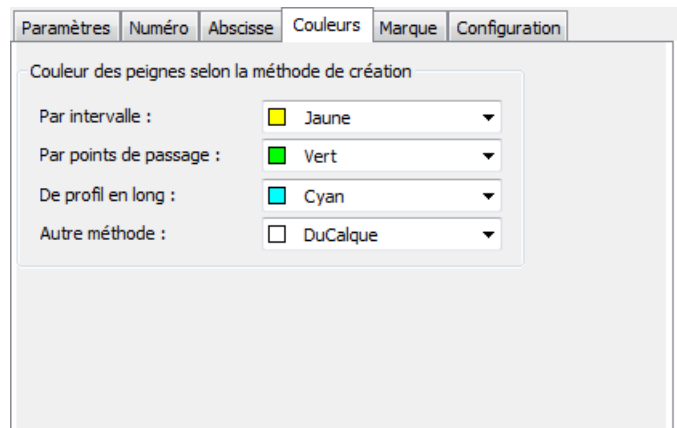 Paramètres Numéro Abscisse Couleurs Marque Configuration
Couleur des peignes selon la méthode de création
Par intervalle : Jaune
Par points de passage : Vert
De profil en long : Cyan
Autre méthode : DuCalque